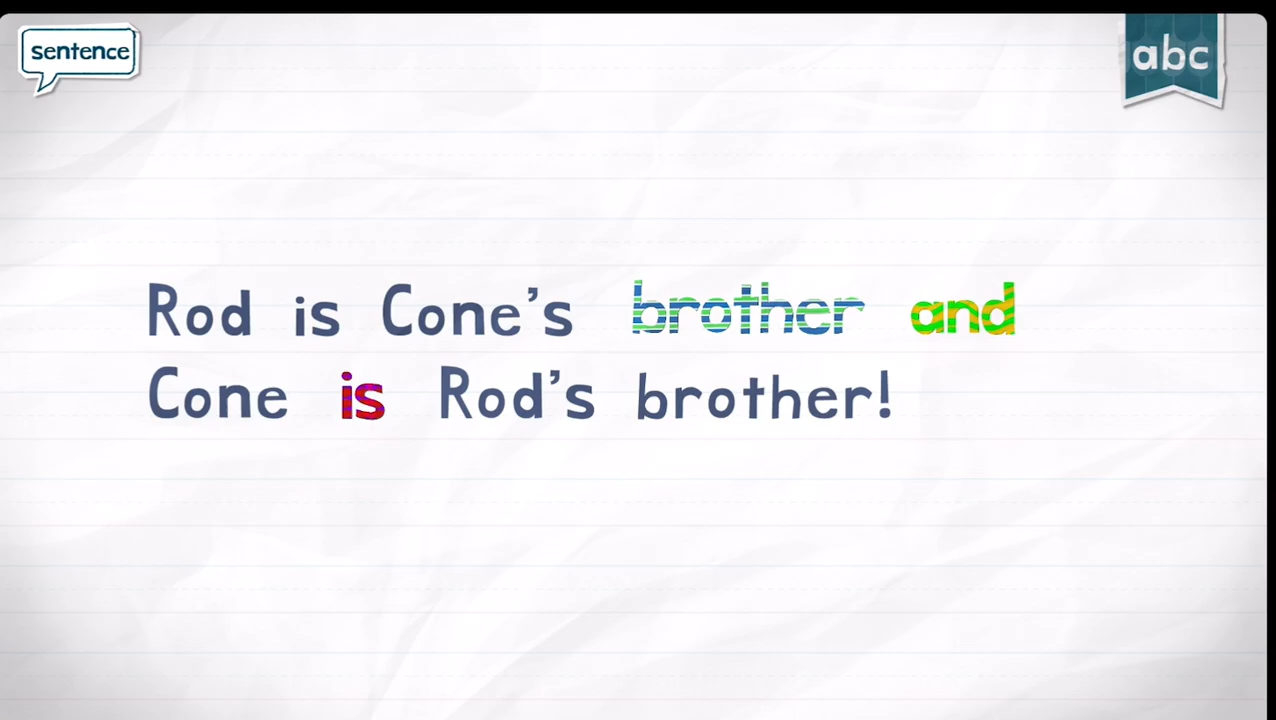 sentence
abc
Rod is Cone’s brother and
Cone is Rod’s brother!